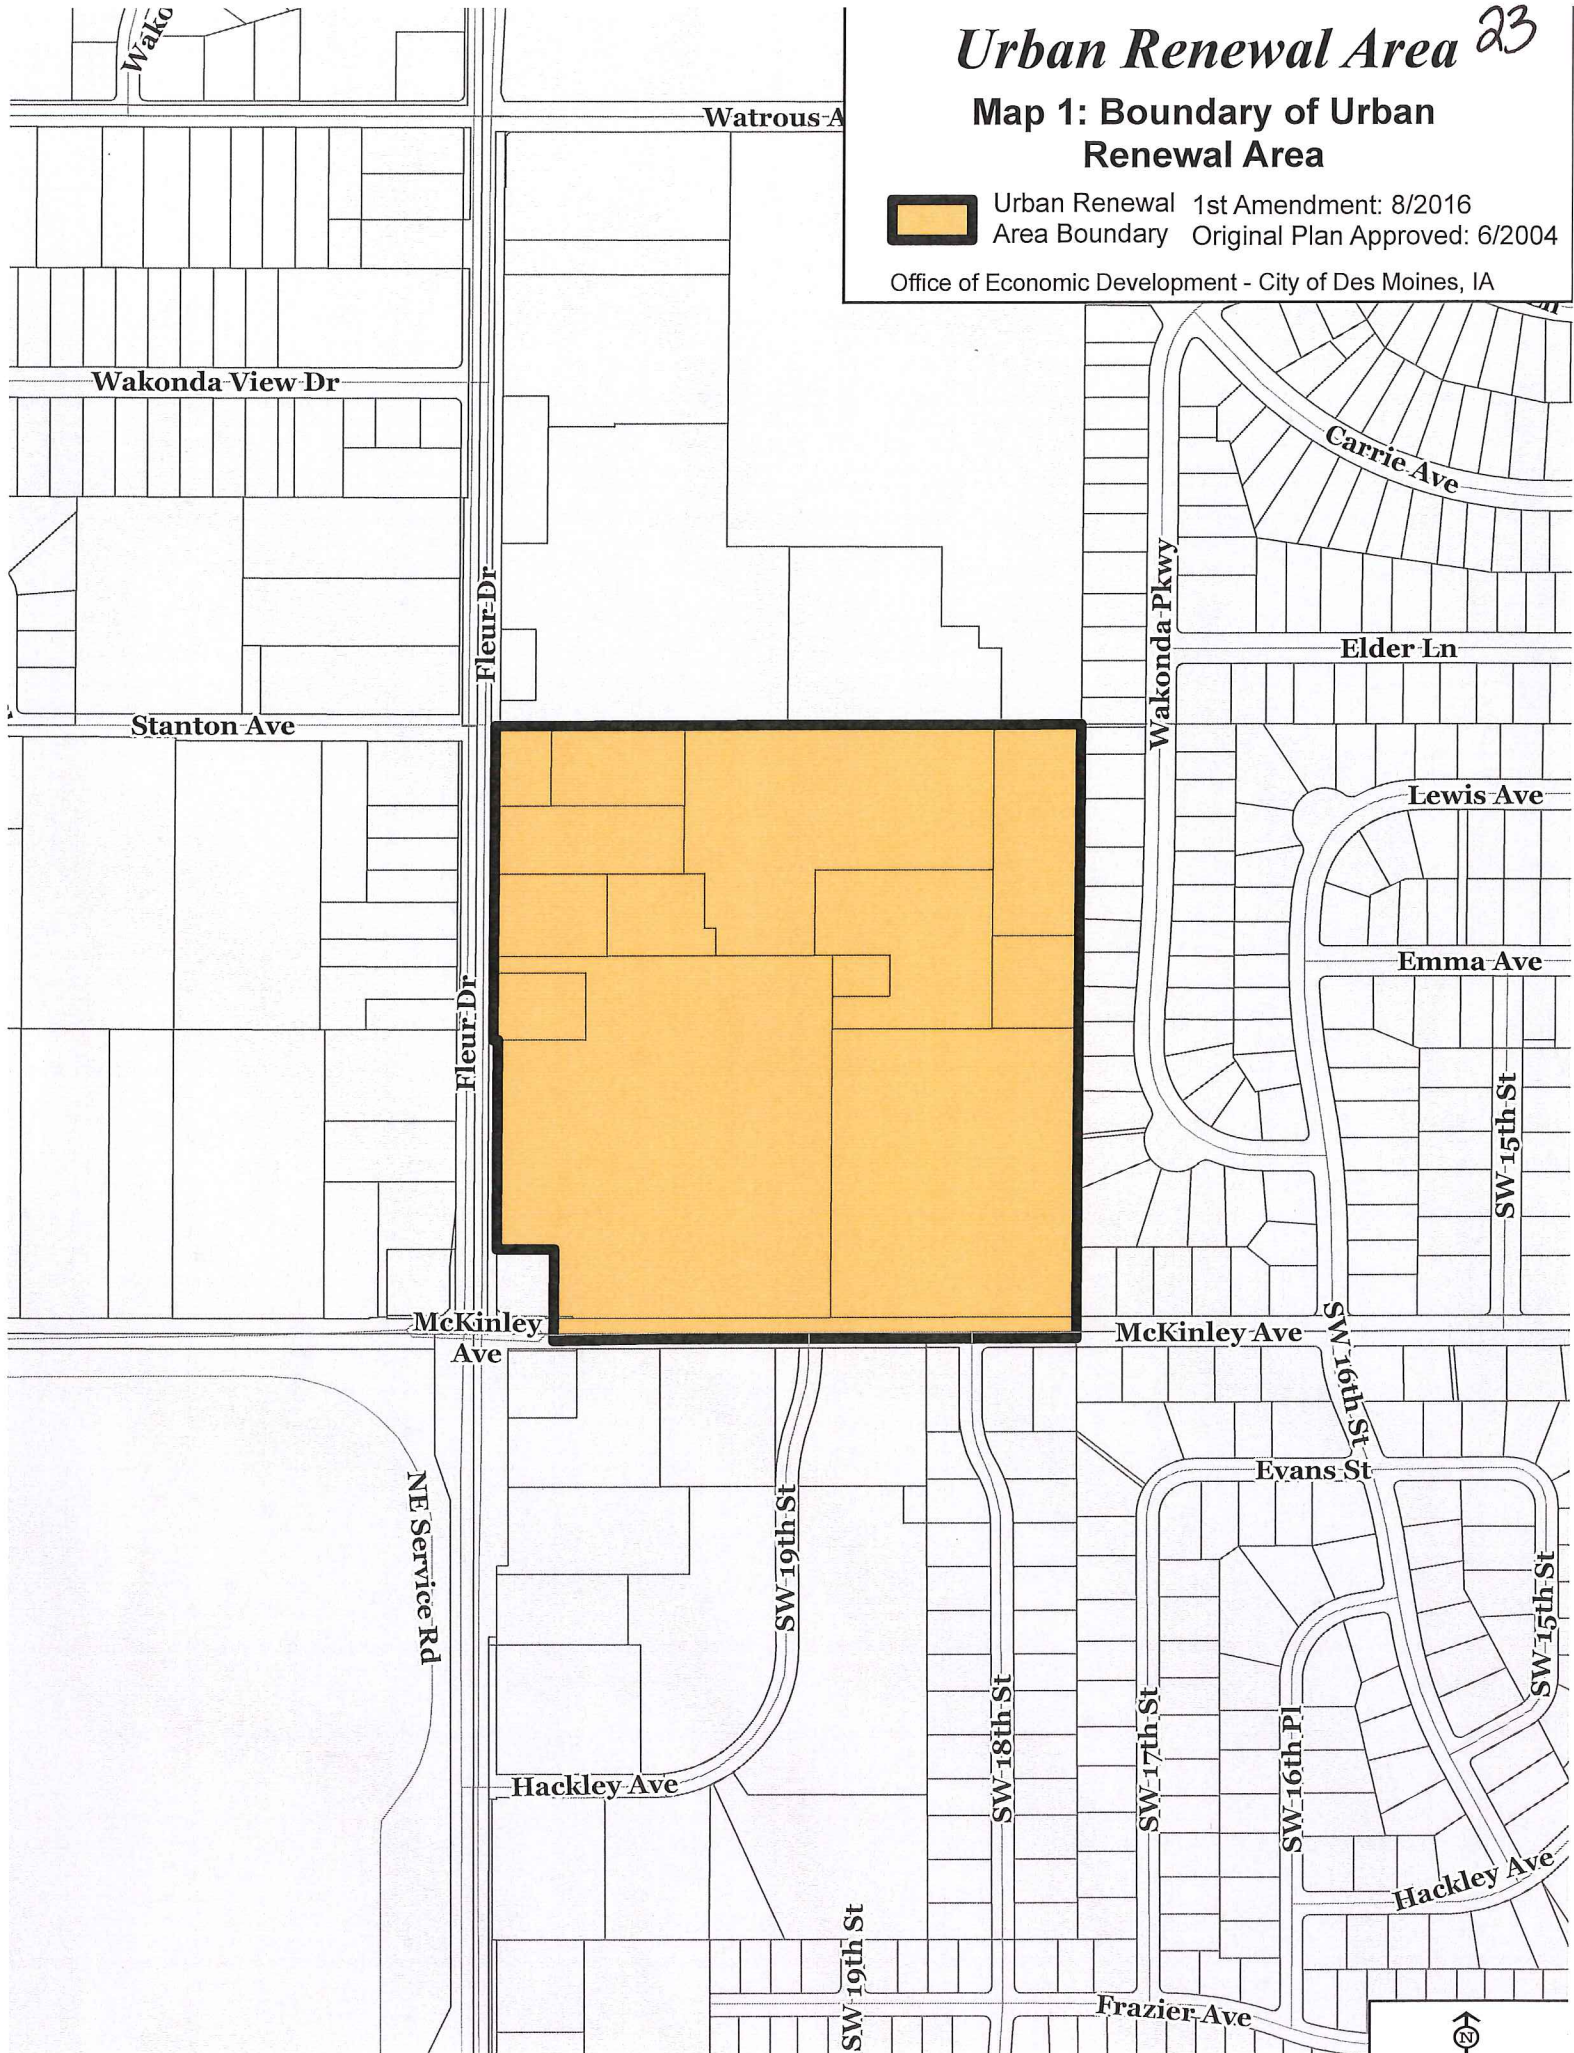 Urban Renewal Area 23
Map 1: Boundary of Urban
Renewal Area
Urban Renewal
Area Boundary
1st Amendment: 8/2016
Original Plan Approved: 6/2004
Office of Economic Development - City of Des Moines, IA
Wako
Watrous A
Ln
Wakonda View Dr
Carrie Ave
Fleur Dr
Wakonda Pkwy
Elder Ln
Stanton Ave
Lewis Ave
Emma Ave
Fleur Dr
SW 15th St
McKinley
Ave
McKinley Ave
SW 16th St
Evans St
NE Service Rd
SW 19th St
SW 15th St
SW 18th St
SW 17th St
SW 16th Pl
Hackley Ave
Hackley Ave
SW 19th St
Frazier Ave
N